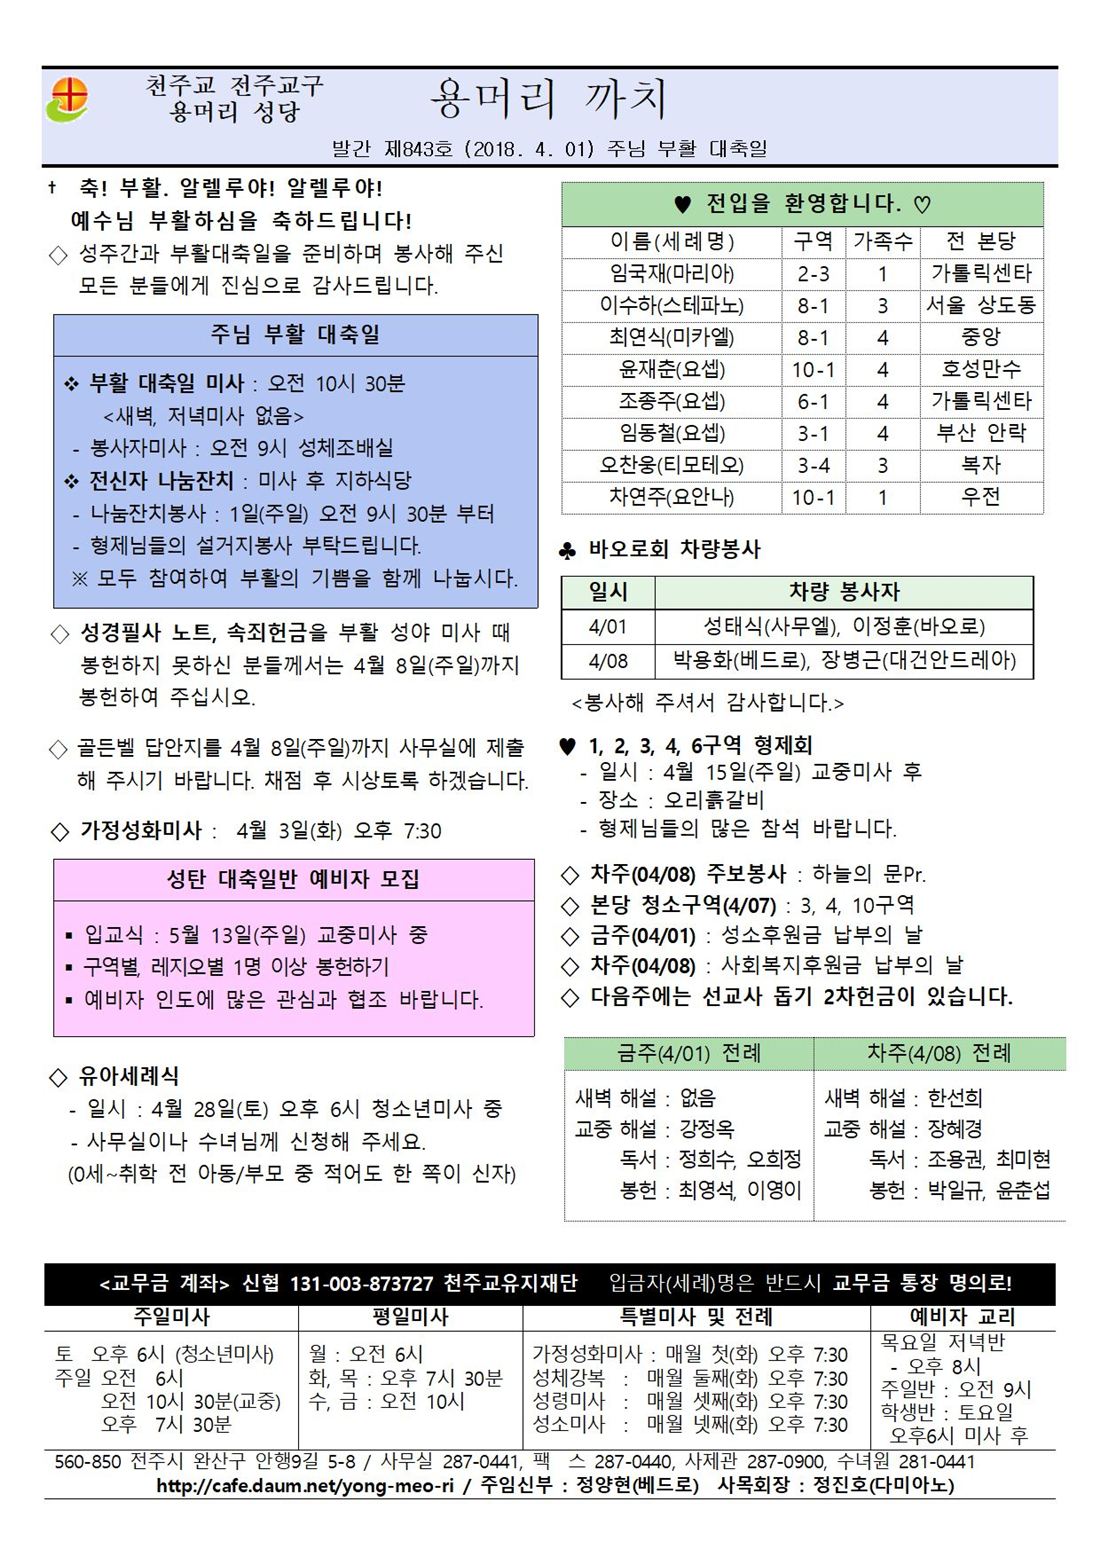 천주교 전주교구
용머리 성당
용머리 까치
발간 제843호 (2018. 4. 01) 주님 부활 대축일
† 축! 부활. 알렐루야! 알렐루야!
예수님 부활하심을 축하드립니다!
◇ 성주간과 부활대축일을 준비하며 봉사해 주신
모든 분들에게 진심으로 감사드립니다.
주님 부활 대축일
❖ 부활 대축일 미사 : 오전 10시 30분
<새벽, 저녁미사 없음>
- 봉사자미사 : 오전 9시 성체조배실
❖ 전신자 나눔잔치 : 미사 후 지하식당
- 나눔잔치봉사 : 1일(주일) 오전 9시 30분 부터
- 형제님들의 설거지봉사 부탁드립니다.
※ 모두 참여하여 부활의 기쁨을 함께 나눕시다.
◇ 성경필사 노트, 속죄헌금을 부활 성야 미사 때
봉헌하지 못하신 분들께서는 4월 8일(주일)까지
봉헌하여 주십시오.
◇ 골든벨 답안지를 4월 8일(주일)까지 사무실에 제출
해 주시기 바랍니다. 채점 후 시상토록 하겠습니다.
◇ 가정성화미사 : 4월 3일(화) 오후 7:30
성탄 대축일반 예비자 모집
▪ 입교식 : 5월 13일(주일) 교중미사 중
▪ 구역별, 레지오별 1명 이상 봉헌하기
▪ 예비자 인도에 많은 관심과 협조 바랍니다.
◇ 유아세례식
- 일시 : 4월 28일(토) 오후 6시 청소년미사 중
- 사무실이나 수녀님께 신청해 주세요.
(0세~취학 전 아동/부모 중 적어도 한 쪽이 신자)
♥ 전입을 환영합니다. ♡
이름(세례명) 구역 가족수 전 본당
임국재(마리아) 2-3 1 가톨릭센타
이수하(스테파노) 8-1 3 서울 상도동
최연식(미카엘) 8-1 4 중앙
윤재춘(요셉) 10-1 4 호성만수
조종주(요셉) 6-1 4 가톨릭센타
임동철(요셉) 3-1 4 부산 안락
오찬웅(티모테오) 3-4 3 복자
차연주(요안나) 10-1 1 우전
♣ 바오로회 차량봉사
일시 차량 봉사자
4/01 성태식(사무엘), 이정훈(바오로)
4/08 박용화(베드로), 장병근(대건안드레아)
<봉사해 주셔서 감사합니다.>
♥ 1, 2, 3, 4, 6구역 형제회
- 일시 : 4월 15일(주일) 교중미사 후
- 장소 : 오리흙갈비
- 형제님들의 많은 참석 바랍니다.
◇ 차주(04/08) 주보봉사 : 하늘의 문Pr.
◇ 본당 청소구역(4/07) : 3, 4, 10구역
◇ 금주(04/01) : 성소후원금 납부의 날
◇ 차주(04/08) : 사회복지후원금 납부의 날
◇ 다음주에는 선교사 돕기 2차헌금이 있습니다.
금주(4/01) 전례 차주(4/08) 전례
새벽 해설 : 없음 새벽 해설 : 한선희
교중 해설 : 강정옥 교중 해설 : 장혜경
독서 : 정희수, 오희정 독서 : 조용권, 최미현
봉헌 : 최영석, 이영이 봉헌 : 박일규, 윤춘섭
<교무금 계좌> 신협 131-003-873727 천주교유지재단 입금자(세례)명은 반드시 교무금 통장 명의로!
주일미사 평일미사 특별미사 및 전례 예비자 교리
토 오후 6시 (청소년미사)
주일 오전 6시
오전 10시 30분(교중)
오후 7시 30분
월 : 오전 6시
화, 목 : 오후 7시 30분
수, 금 : 오전 10시
가정성화미사 : 매월 첫(화) 오후 7:30
성체강복 : 매월 둘째(화) 오후 7:30
성령미사 : 매월 셋째(화) 오후 7:30
성소미사 : 매월 넷째(화) 오후 7:30
목요일 저녁반
- 오후 8시
주일반 : 오전 9시
학생반 : 토요일
오후6시 미사 후
560-850 전주시 완산구 안행9길 5-8 / 사무실 287-0441, 팩 스 287-0440, 사제관 287-0900, 수녀원 281-0441
http://cafe.daum.net/yong-meo-ri / 주임신부 : 정양현(베드로) 사목회장 : 정진호(다미아노)